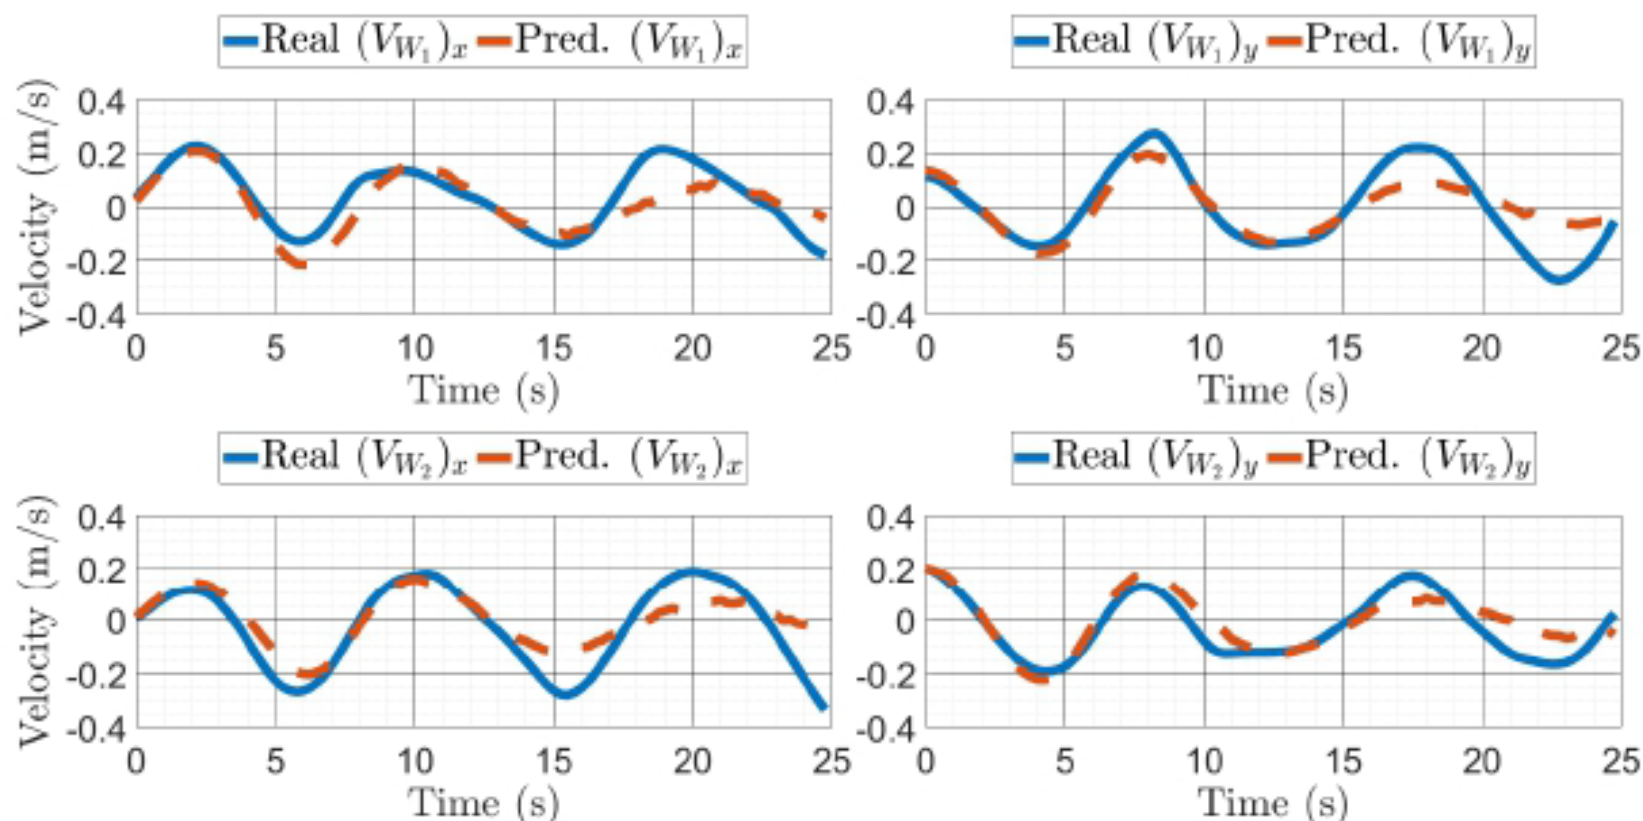 Real (V_{W_1})_x Pred. (V_{W_1})_x
Velocity (m/s)
0.4
0.2
0
-0.2
-0.4
0 5 10 15 20 25
Time (s)
Real (V_{W_1})_y Pred. (V_{W_1})_y
0.4
0.2
0
-0.2
-0.4
0 5 10 15 20 25
Time (s)
Real (V_{W_2})_x Pred. (V_{W_2})_x
Velocity (m/s)
0.4
0.2
0
-0.2
-0.4
0 5 10 15 20 25
Time (s)
Real (V_{W_2})_y Pred. (V_{W_2})_y
0.4
0.2
0
-0.2
-0.4
0 5 10 15 20 25
Time (s)